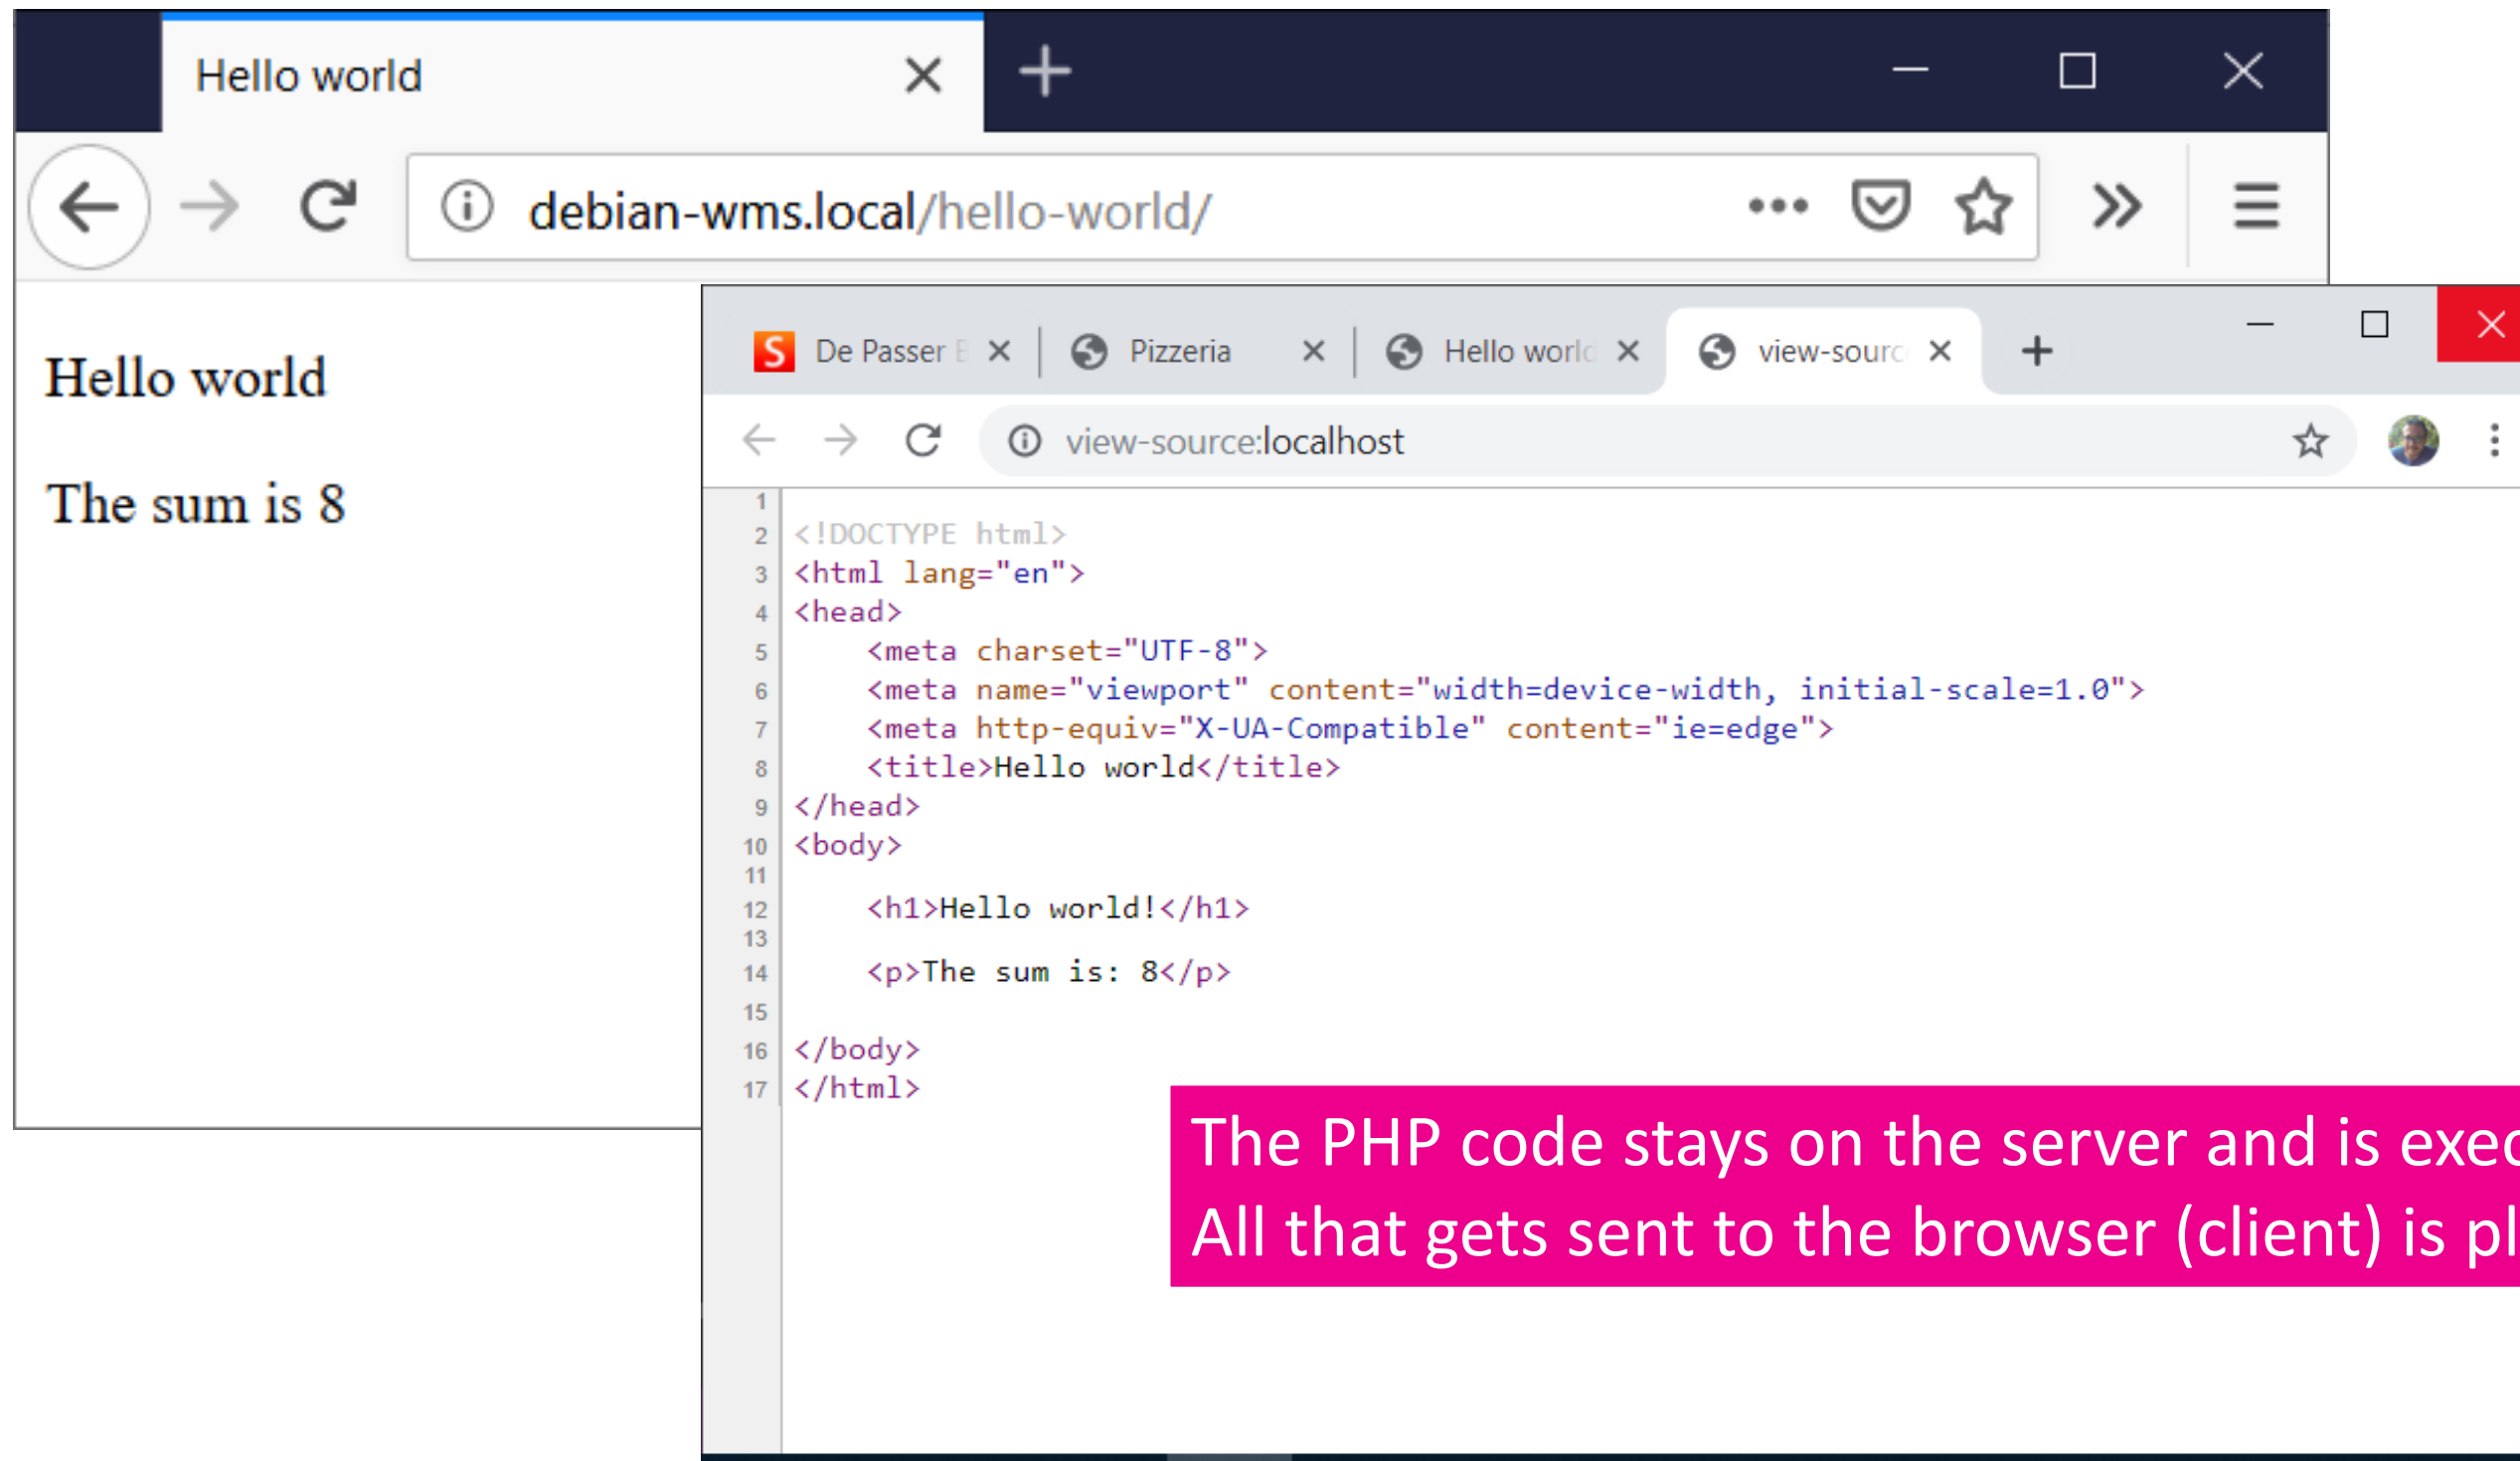 Hello world
debian-wms.local/hello-world/
Hello world
The sum is 8
S De Passer Pizzeria Hello world view-sourc
view-source:localhost
1
2 <!DOCTYPE html>
3 <html lang="en">
4 <head>
5 <meta charset="UTF-8">
6 <meta name="viewport" content="width=device-width, initial-scale=1.0">
7 <meta http-equiv="X-UA-Compatible" content="ie=edge">
8 <title>Hello world</title>
9 </head>
10 <body>
11
12 <h1>Hello world!</h1>
13
14 <p>The sum is: 8</p>
15
16 </body>
17 </html>
The PHP code stays on the server and is exec
All that gets sent to the browser (client) is pl